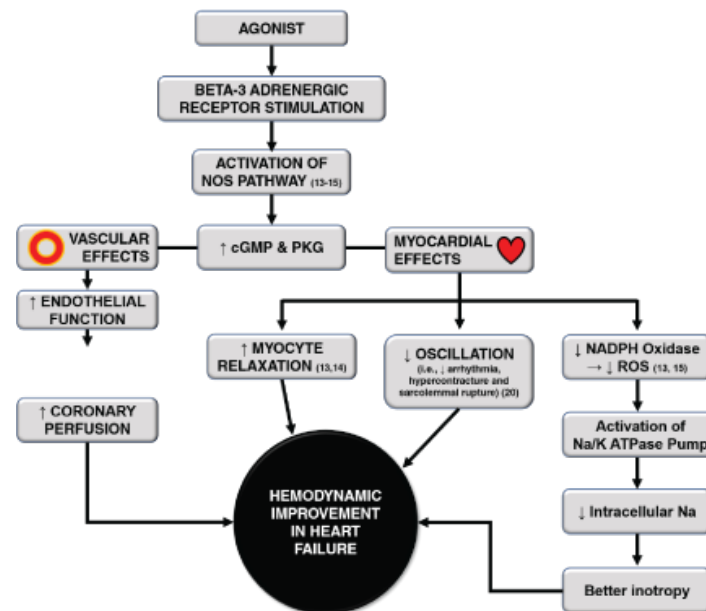 AGONIST
BETA-3 ADRENERGIC
RECEPTOR STIMULATION
ACTIVATION OF
NOS PATHWAY (13-15)
VASCULAR
EFFECTS
↑ cGMP & PKG
MYOCARDIAL
EFFECTS
↑ ENDOTHELIAL
FUNCTION
↑ MYOCYTE
RELAXATION (13,14)
↓ OSCILLATION
(i.e., ↓ arrhythmia,
hypercontracture and
sarcolemmal rupture) (20)
↓ NADPH Oxidase
→ ↓ ROS (13, 15)
↑ CORONARY
PERFUSION
Activation of
Na/K ATPase Pump
↓ Intracellular Na
Better inotropy
HEMODYNAMIC
IMPROVEMENT
IN HEART
FAILURE